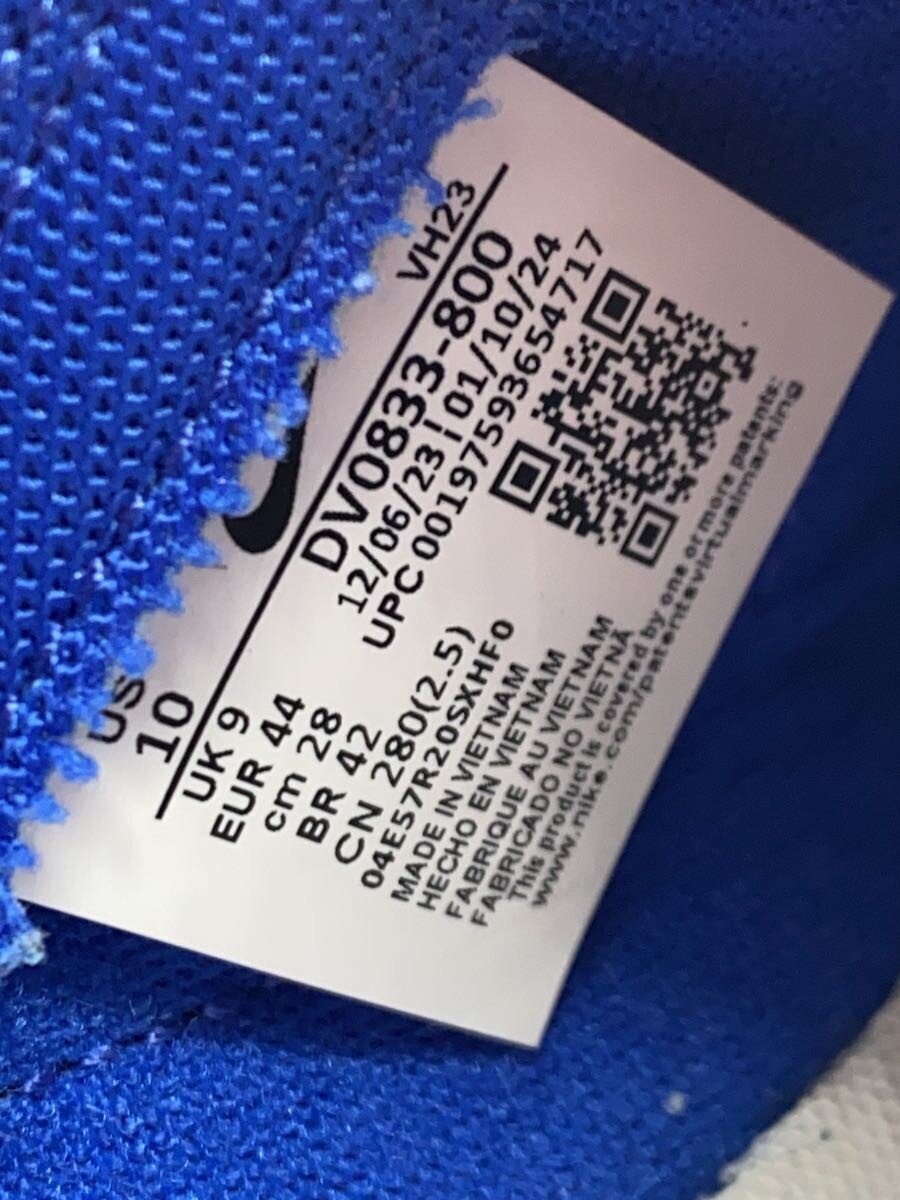 US
10
VH23
UK 9
EUR 44
cm 28
BR 42
CN 280(2.5)
04E57R20SXHF0
MADE IN VIETNAM
HECHO EN VIETNAM
FABRIQUE AU VIETNAM
FABRICADO NO VIETNÃ
This product is covered by one or more patents:
www.nike.com/patentsvirtualmarking
DV0833-800
12/06/23|01/10/24
UPC 00197593654717